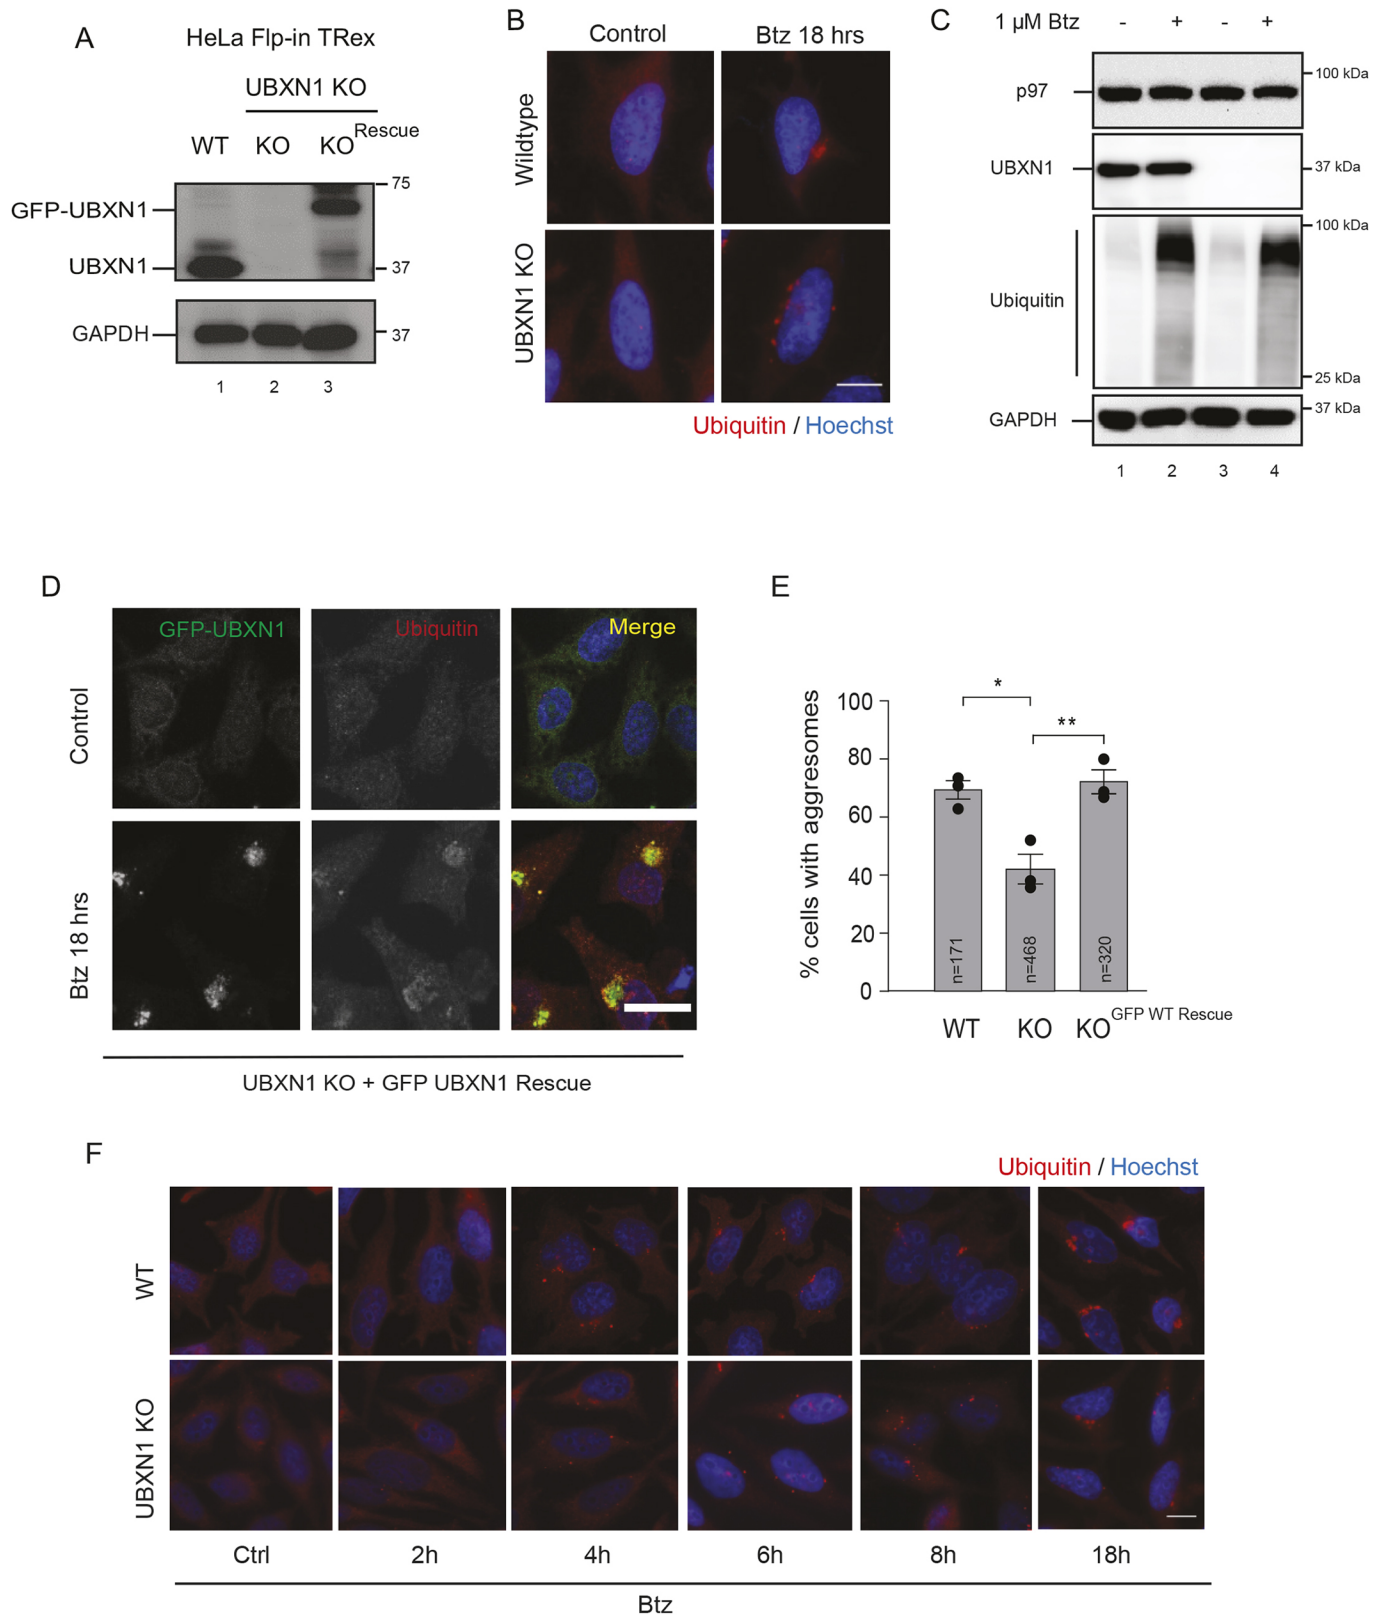 A
HeLa Flp-in TRex
UBXN1 KO
WT KO KO Rescue
75
GFP-UBXN1
UBXN1
37
GAPDH
37
1 2 3
B
Control Btz 18 hrs
Wildtype
UBXN1 KO
Ubiquitin / Hoechst
C
1 µM Btz - + - +
100 kDa
p97
UBXN1
37 kDa
100 kDa
Ubiquitin
25 kDa
37 kDa
GAPDH
1 2 3 4
D
GFP-UBXN1 Ubiquitin Merge
Control
Btz 18 hrs
UBXN1 KO + GFP UBXN1 Rescue
E
% cells with aggresomes
100
80
60
40
20
0
*
**
n=171 n=468 n=320
WT KO KO GFP WT Rescue
F
Ubiquitin / Hoechst
WT
UBXN1 KO
Ctrl 2h 4h 6h 8h 18h
Btz